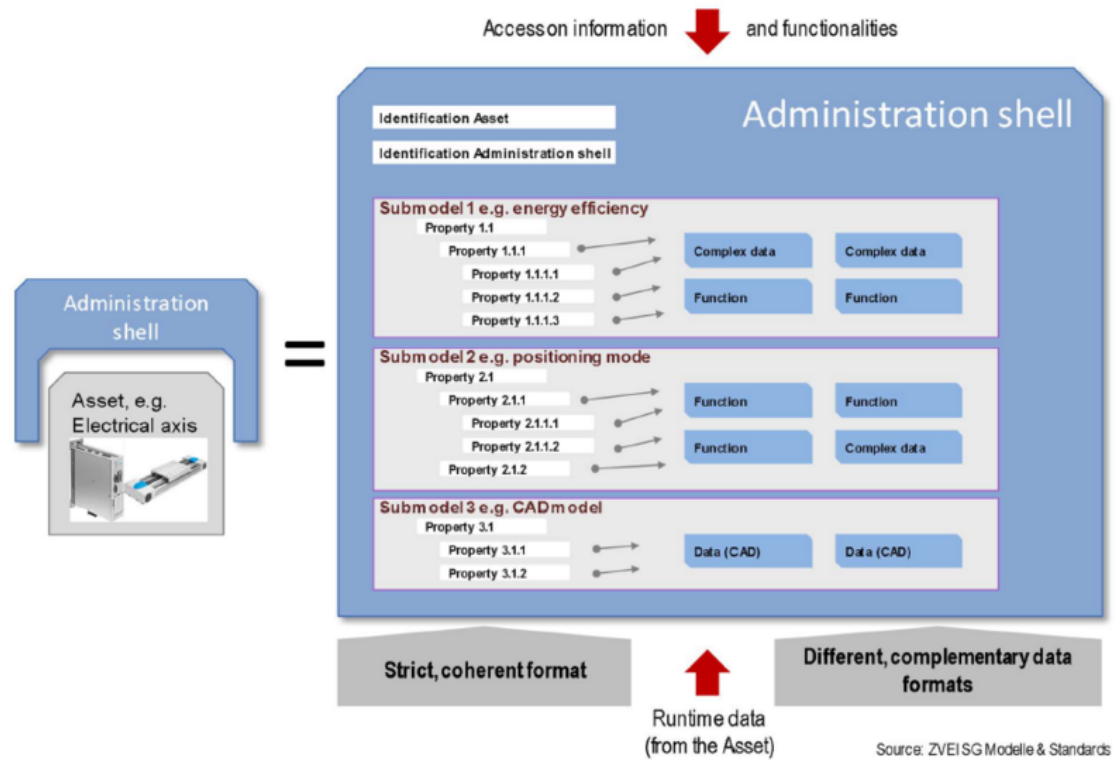 Accesson information and functionalities
Administration shell
Identification Asset
Identification Administration shell
Submodel 1 e.g. energy efficiency
Property 1.1
Property 1.1.1
Property 1.1.1.1
Property 1.1.1.2
Property 1.1.1.3
Complex data
Complex data
Function
Function
Administration
shell
=
Asset, e.g.
Electrical axis
Submodel 2 e.g. positioning mode
Property 2.1
Property 2.1.1
Property 2.1.1.1
Property 2.1.1.2
Property 2.1.2
Function
Function
Function
Complex data
Submodel 3 e.g. CAD model
Property 3.1
Property 3.1.1
Property 3.1.2
Data (CAD)
Data (CAD)
Strict, coherent format
Different, complementary data
formats
Runtime data
(from the Asset)
Source: ZVEI SG Modelle & Standards